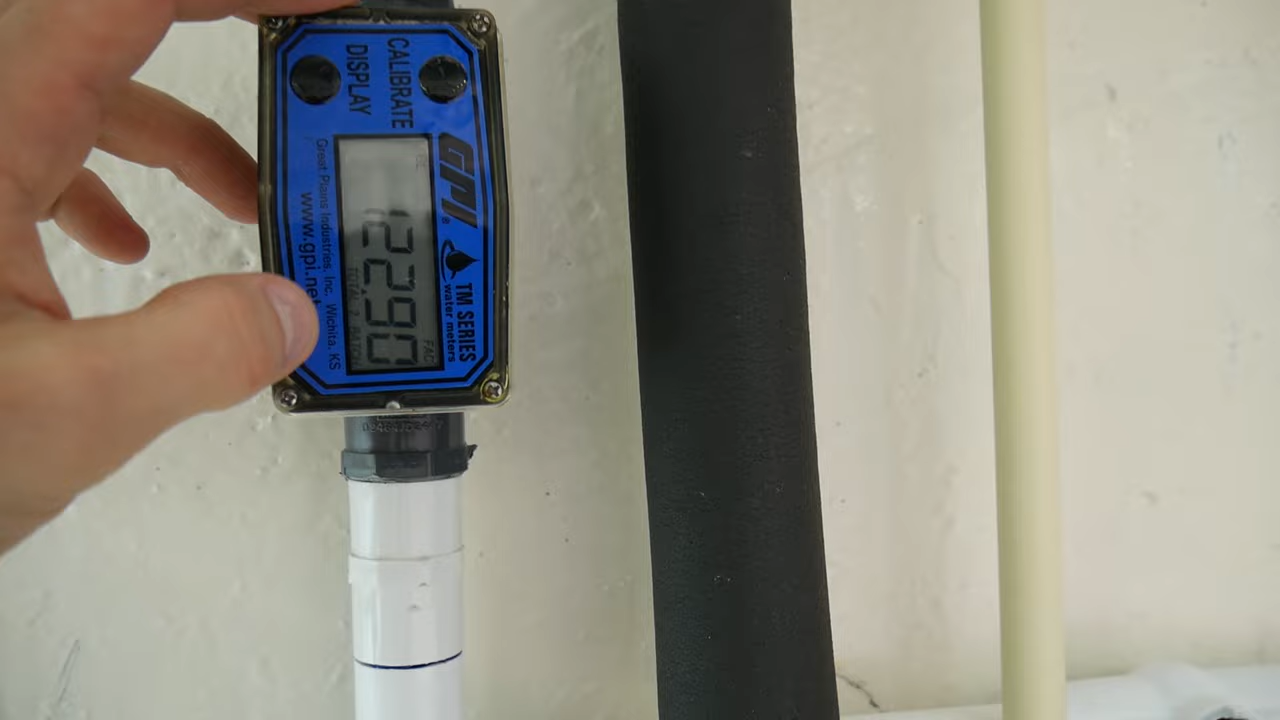 CALIBRATE
DISPLAY
GPI®
TM SERIES
water meters
FAC
122.90
TOTAL 2 BATCH
Great Plains Industries, Inc. Wichita, KS
www.gpi.net